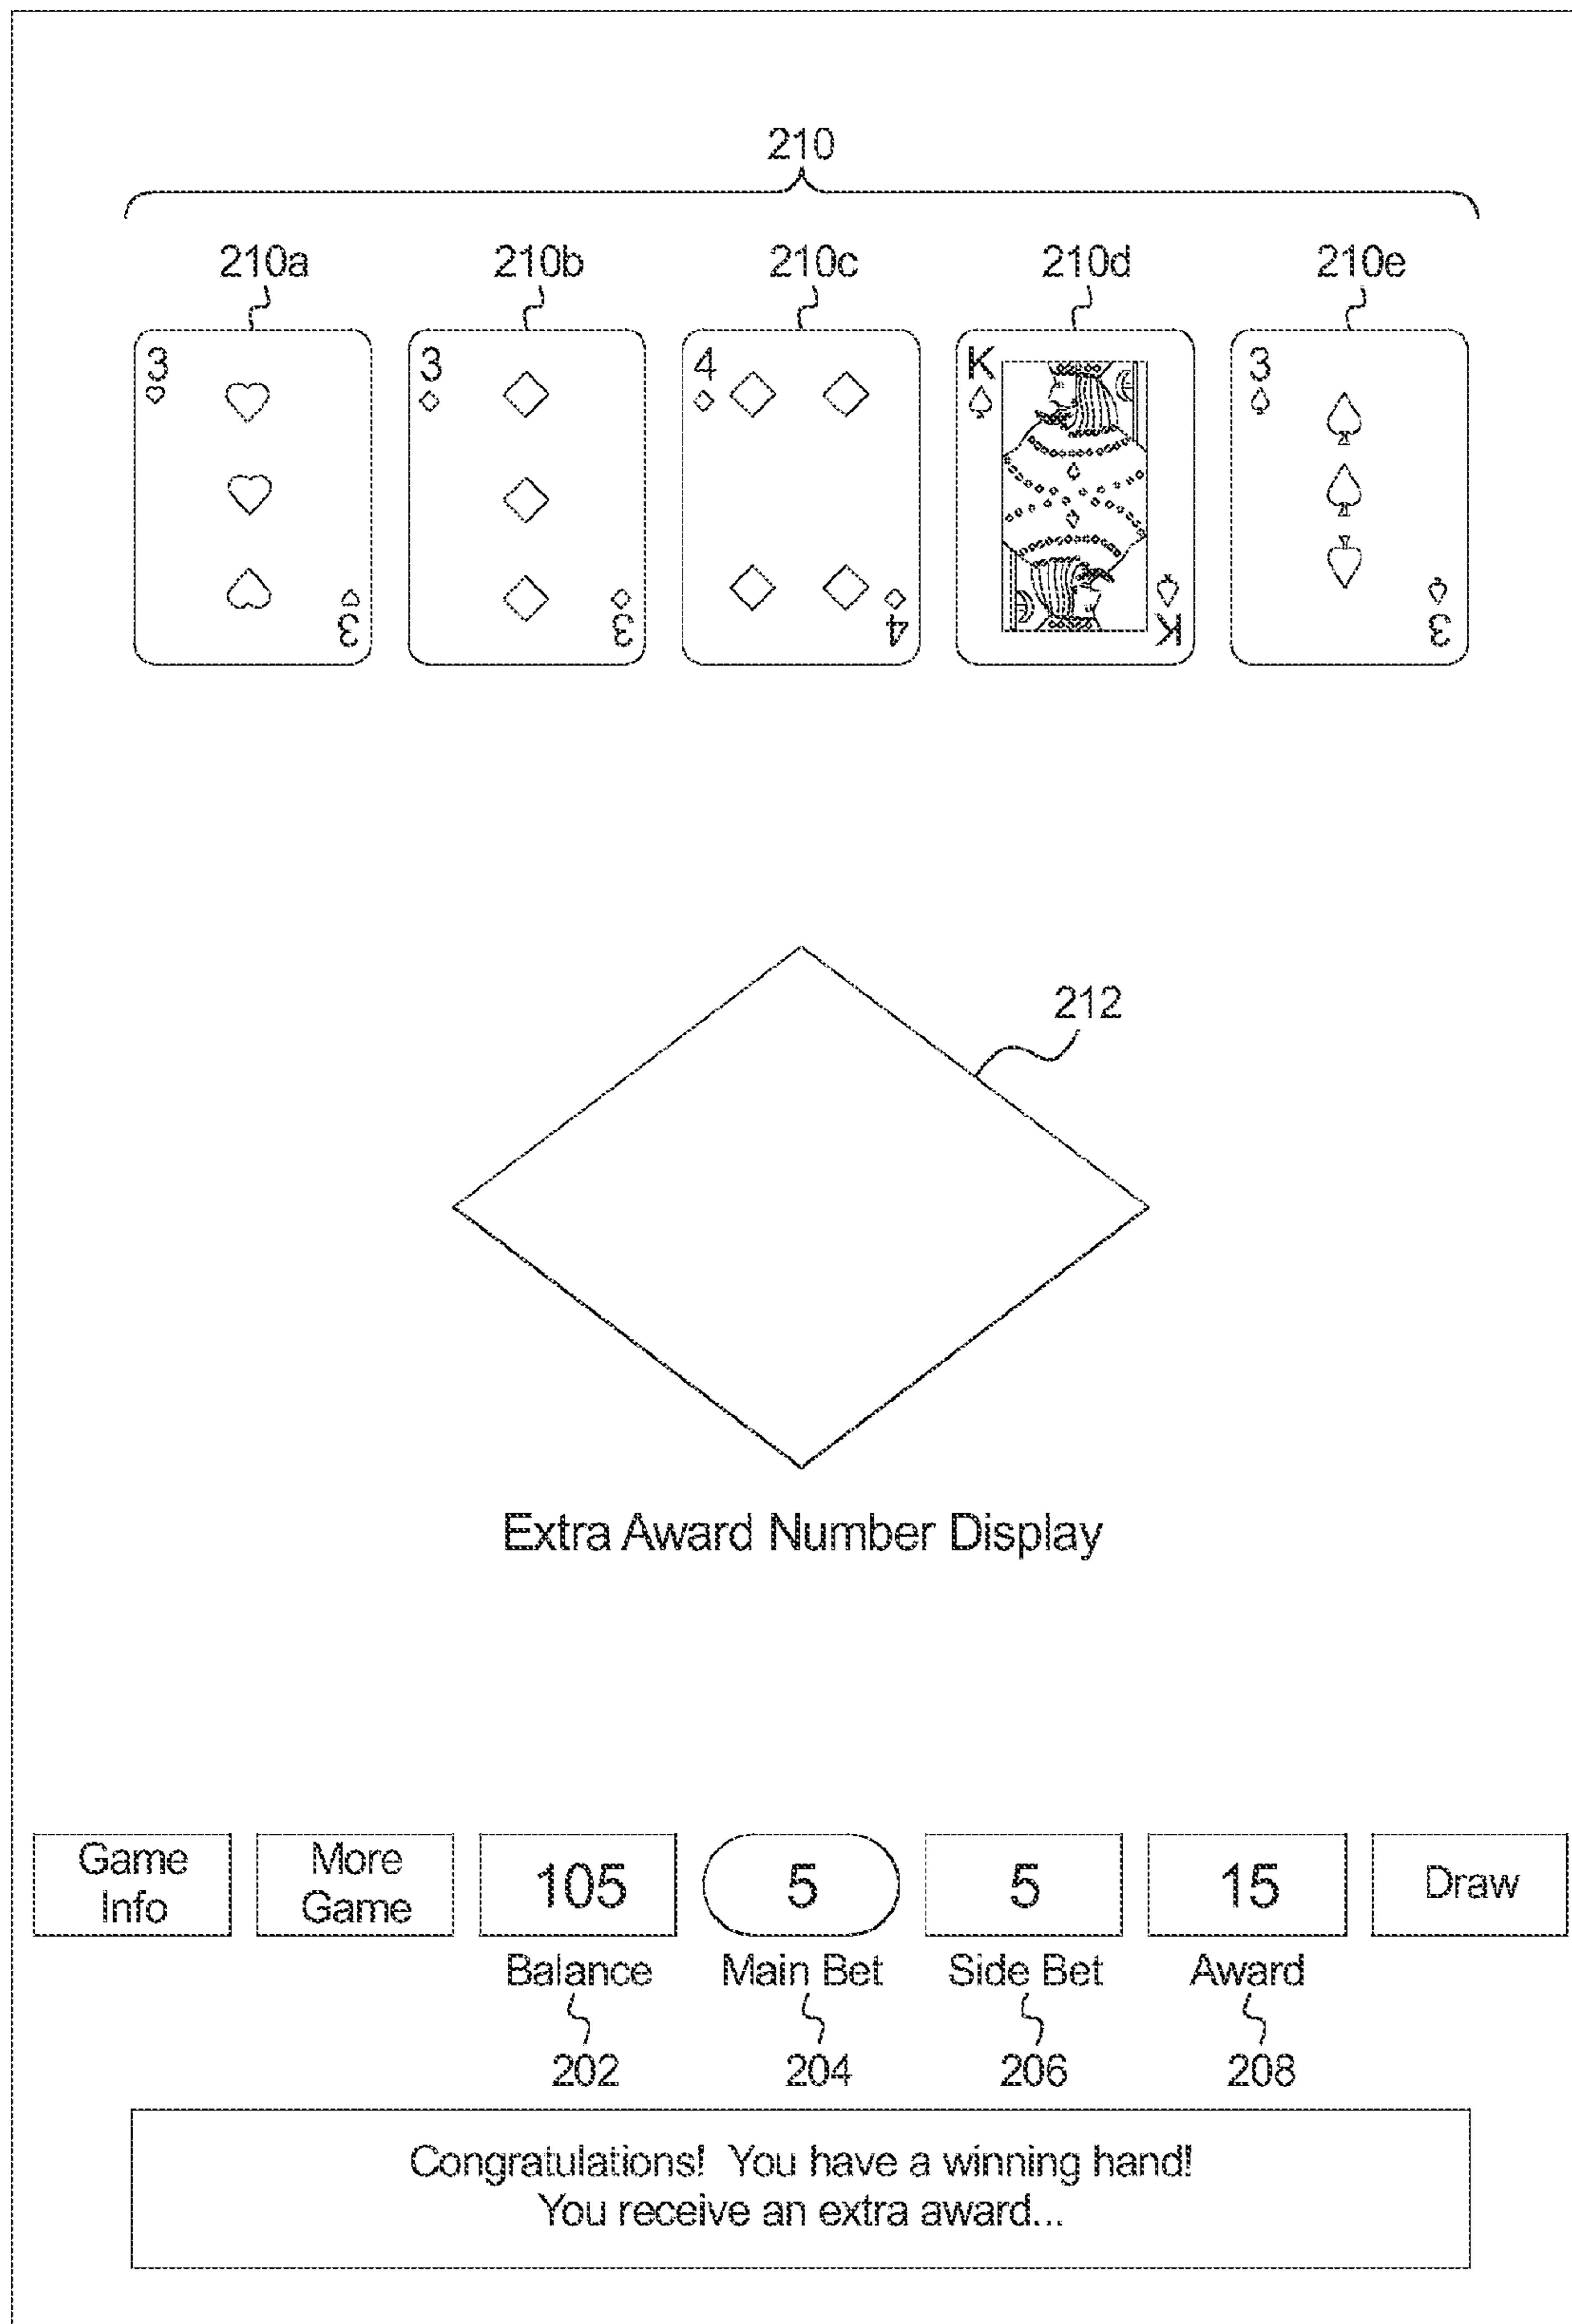 210
210a 210b 210c 210d 210e
3 3 4 K 3
3 3 4 K 3
212
Extra Award Number Display
Game Info
More Game
105
5
5
15
Draw
Balance Main Bet Side Bet Award
202 204 206 208
Congratulations! You have a winning hand!
You receive an extra award...